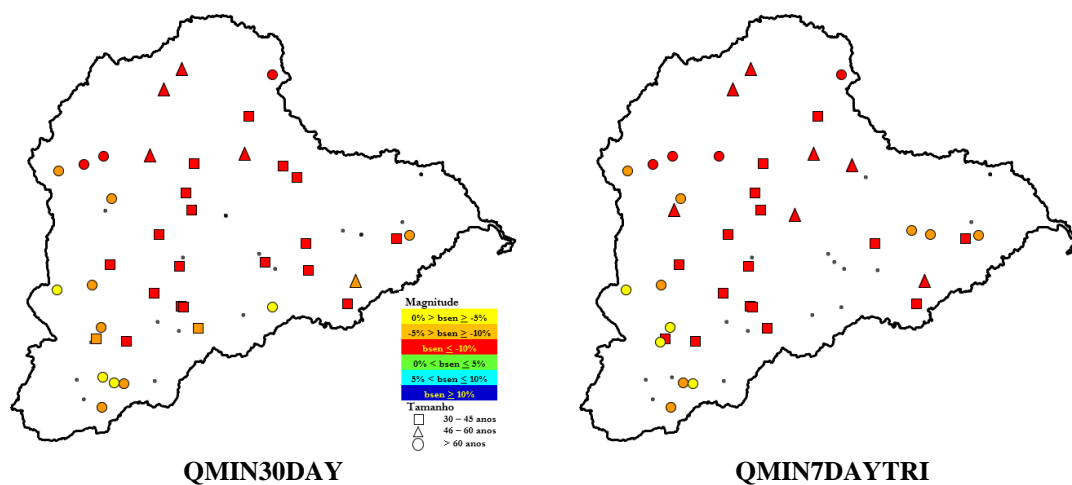 Magnitude
0% > bsen ≥ -5%
-5% > bsen ≥ -10%
bsen ≤ -10%
0% < bsen ≤ 5%
5% < bsen ≤ 10%
bsen ≥ 10%
Tamanho
30 – 45 anos
46 – 60 anos
> 60 anos
QMIN30DAY
QMIN7DAYTRI